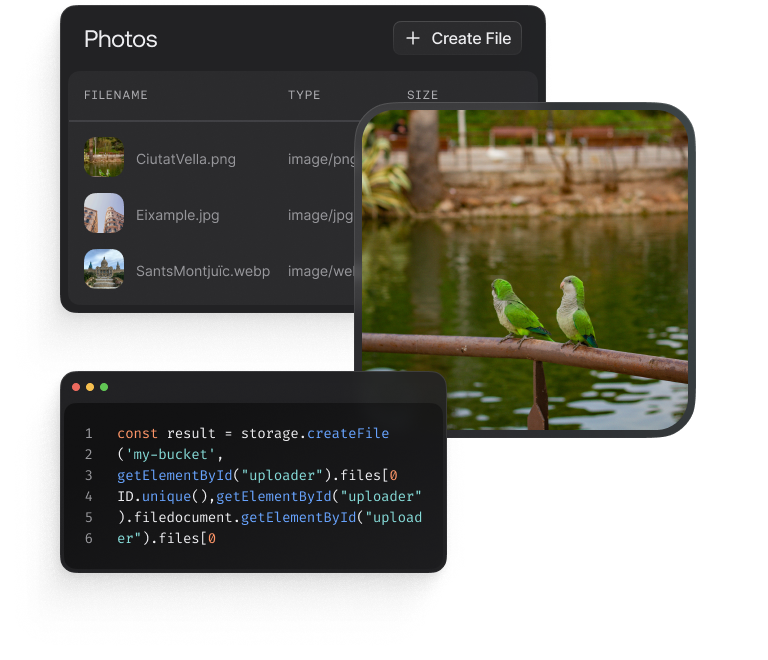 Photos
+ Create File
FILENAME TYPE SIZE
CiutatVella.png image/png
Eixample.jpg image/jpg
SantsMontjuïc.webp image/we
1 const result = storage.createFile
2 ('my-bucket',
3 getElementById("uploader").files[0
4 ID.unique(),getElementById("uploader"
5 ).filedocument.getElementById("upload
6 er").files[0